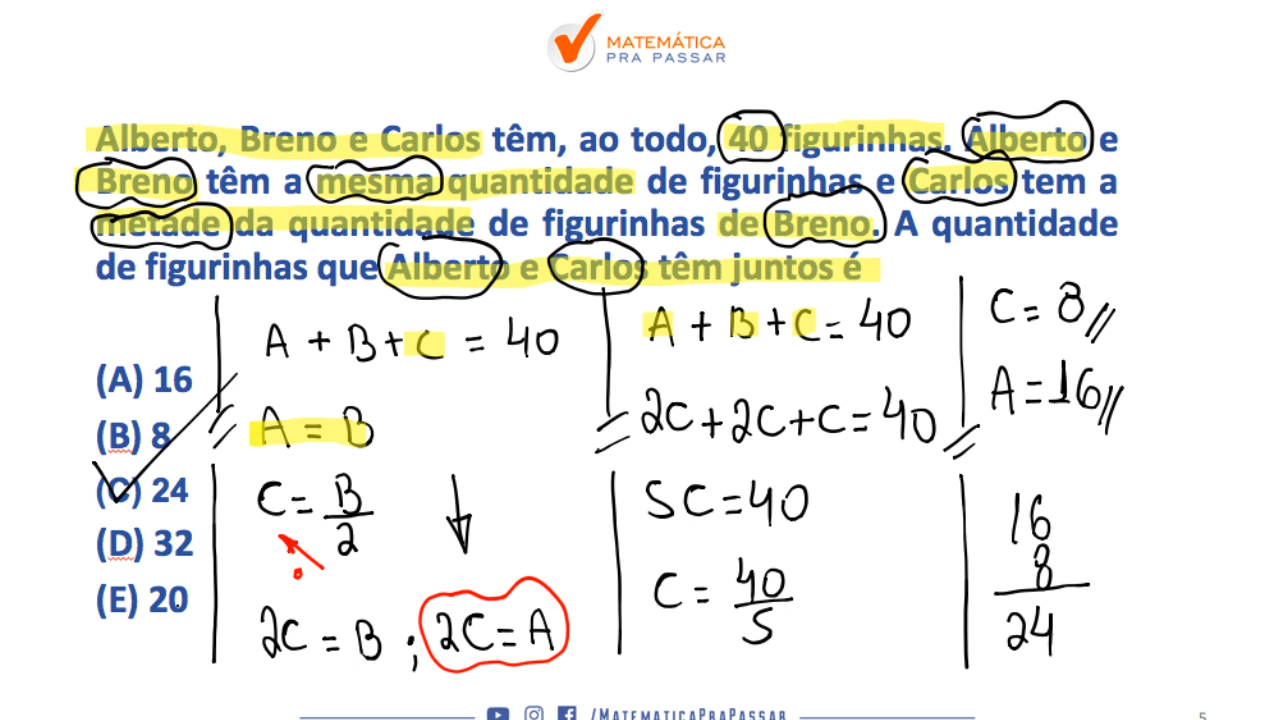 MATEMÁTICA
PRA PASSAR
Alberto, Breno e Carlos têm, ao todo, 40 figurinhas. Alberto e
Breno têm a mesma quantidade de figurinhas e Carlos tem a
metade da quantidade de figurinhas de Breno. A quantidade
de figurinhas que Alberto e Carlos têm juntos é
(A) 16
(B) 8
(C) 24
(D) 32
(E) 20
A + B + C = 40
A = B
C = B/2
2C = B ; 2C = A
A + B + C = 40
2C + 2C + C = 40
5C = 40
C = 40/5
C = 8
A = 16
16
8
24
/MATEMATICAPRAPASSAR
5